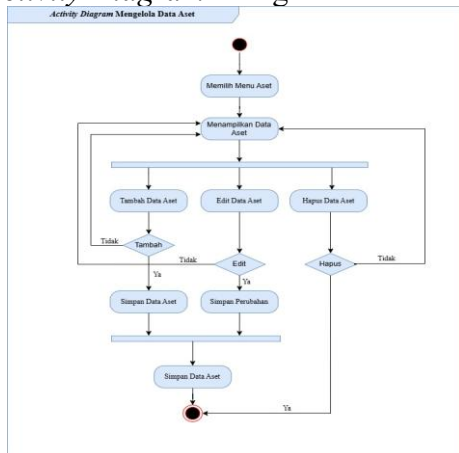 Activity Diagram Mengelola Data Aset
Memilih Menu Aset
Menampilkan Data
Aset
Tambah Data Aset
Edit Data Aset
Hapus Data Aset
Tidak
Tambah
Tidak
Edit
Hapus
Tidak
Ya
Ya
Simpan Data Aset
Simpan Perubahan
Simpan Data Aset
Ya